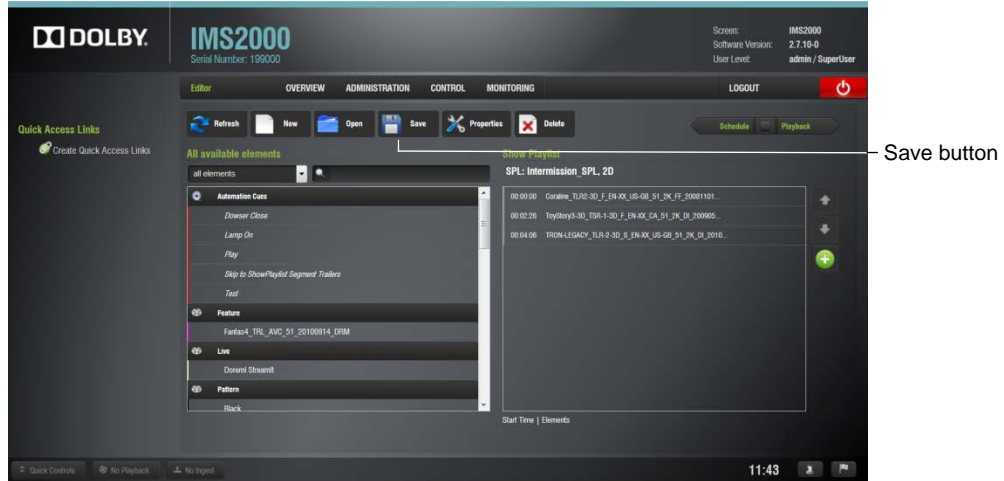 DOLBY.
IMS2000
Serial Number: 199000
Screen: IMS2000
Software Version: 2.7.10-0
User Level: admin / SuperUser
Editor OVERVIEW ADMINISTRATION CONTROL MONITORING LOGOUT
Quick Access Links
Create Quick Access Links
Refresh New Open Save Properties Delete
Schedule Playback
Save button
All available elements
all elements
Show Playlist
SPL: Intermission_SPL, 2D
Automation Cues
Dowser Close
Lamp On
Play
Skip to ShowPlaylist Segment Trailers
Test
Feature
Fantas4_TRL_AVC_51_20100914_DRM
Live
Doremi StreamIt
Pattern
Black
00:00:00 Coraline_TLR2-3D_F_EN-XX_US-GB_51_2K_FF_20081101...
00:02:26 ToyStory3-3D_TSR-1-3D_F_EN-XX_CA_51_2K_DI_200905...
00:04:06 TRON-LEGACY_TLR-2-3D_S_EN-XX_US-GB_51_2K_DI_2010...
Start Time | Elements
Quick Controls No Playback No Ingest
11:43